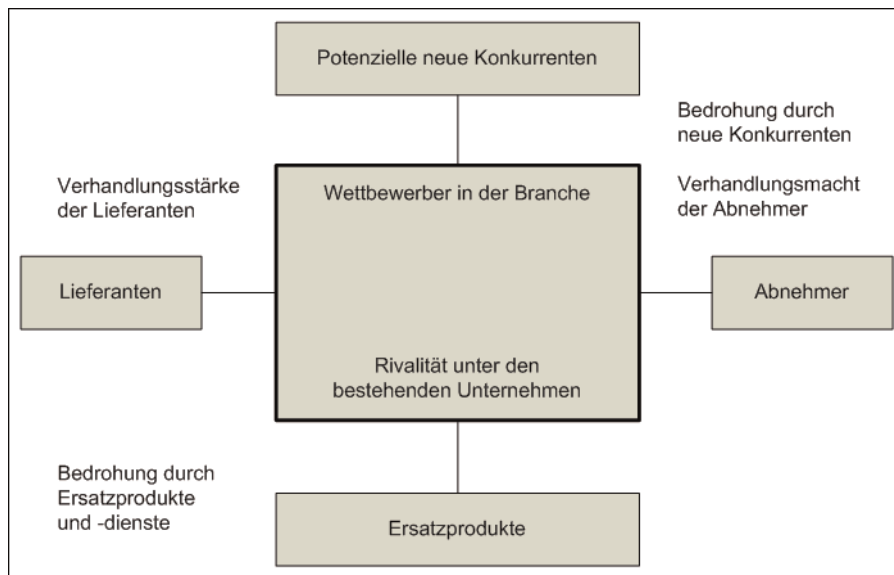 Potenzielle neue Konkurrenten
Bedrohung durch
neue Konkurrenten
Verhandlungsstärke
der Lieferanten
Wettbewerber in der Branche
Verhandlungsmacht
der Abnehmer
Lieferanten
Abnehmer
Rivalität unter den
bestehenden Unternehmen
Bedrohung durch
Ersatzprodukte
und -dienste
Ersatzprodukte